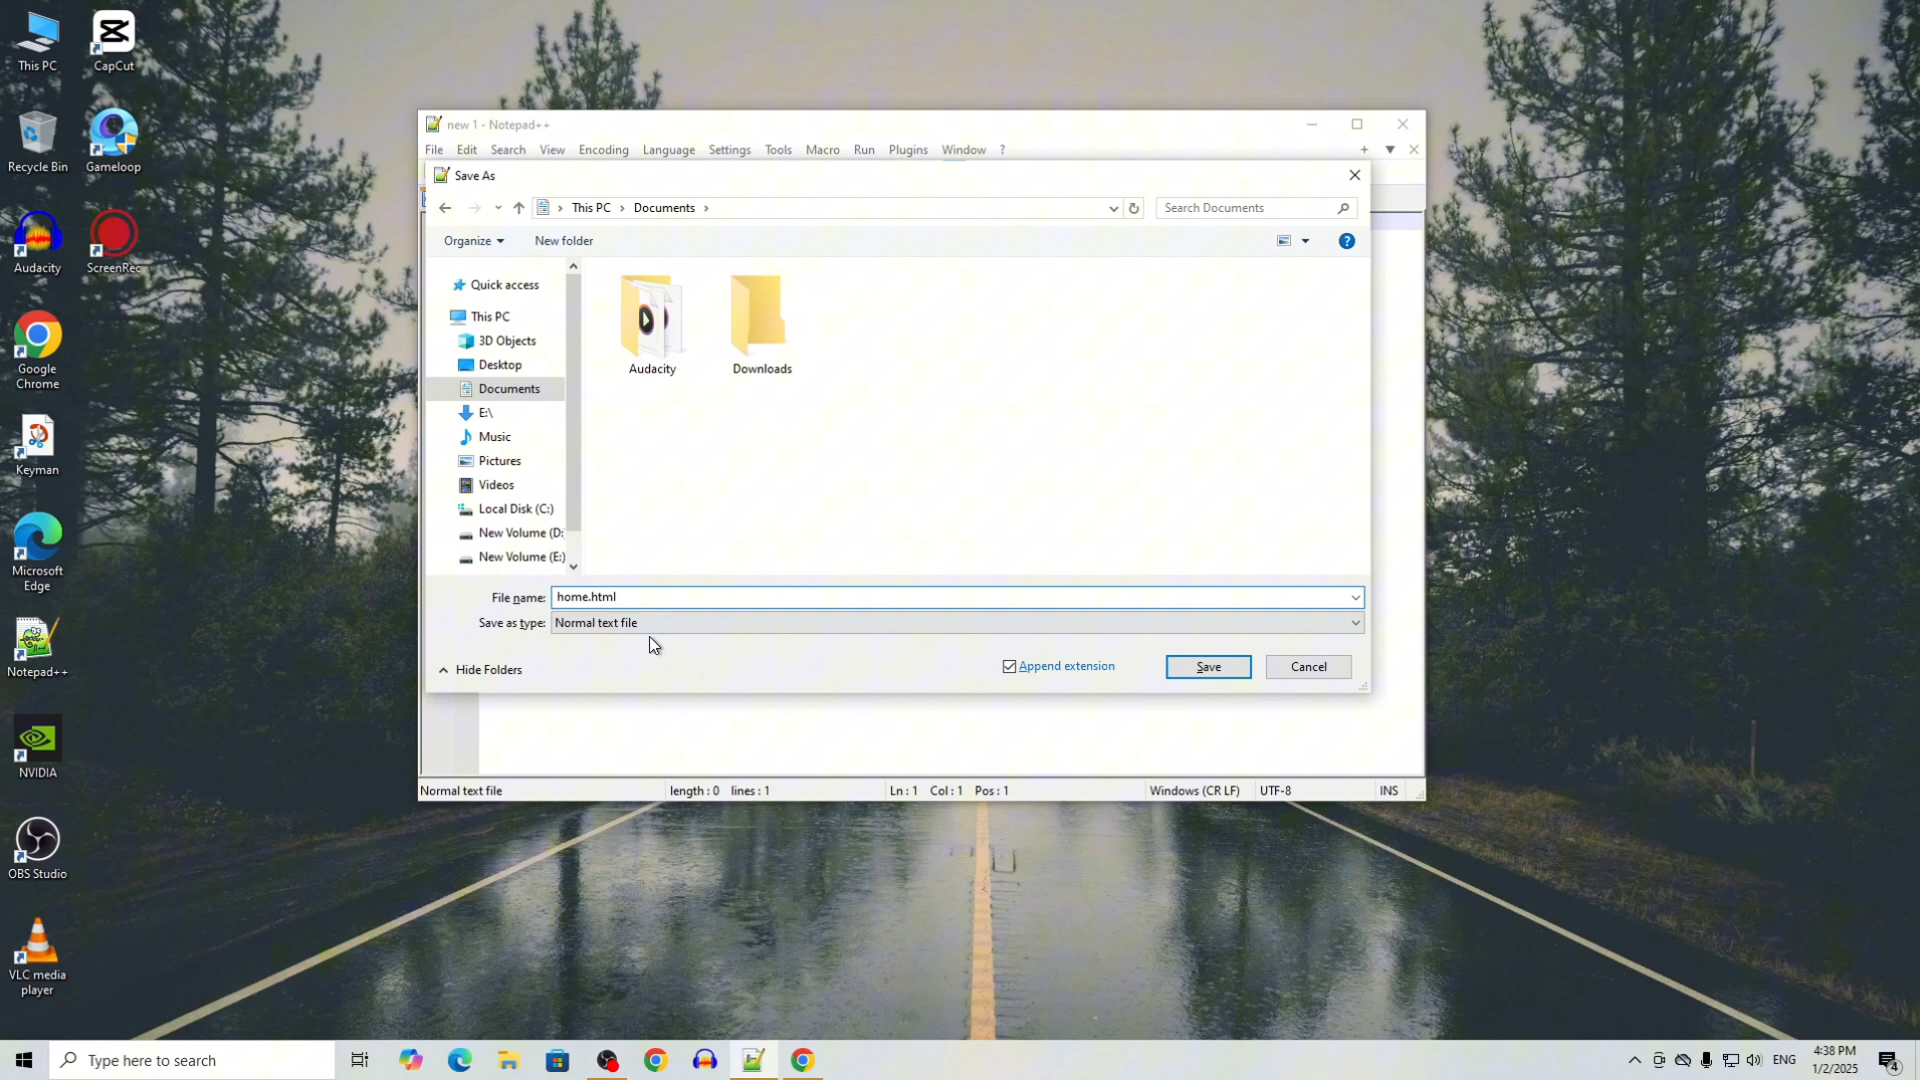 This PC
CapCut
Recycle Bin
Gameloop
Audacity
ScreenRec
Google
Chrome
Keyman
Microsoft
Edge
Notepad++
NVIDIA
OBS Studio
VLC media
player
new 1 - Notepad++
File Edit Search View Encoding Language Settings Tools Macro Run Plugins Window ?
Save As
This PC Documents
Search Documents
Organize New folder
Quick access
This PC
3D Objects
Desktop
Documents
E:\
Music
Pictures
Videos
Local Disk (C:)
New Volume (D:
New Volume (E:)
Audacity
Downloads
File name: home.html
Save as type: Normal text file
Hide Folders
Append extension
Save
Cancel
Normal text file length : 0 lines : 1 Ln : 1 Col : 1 Pos : 1 Windows (CR LF) UTF-8 INS
Type here to search
ENG
4:38 PM
1/2/2025
4